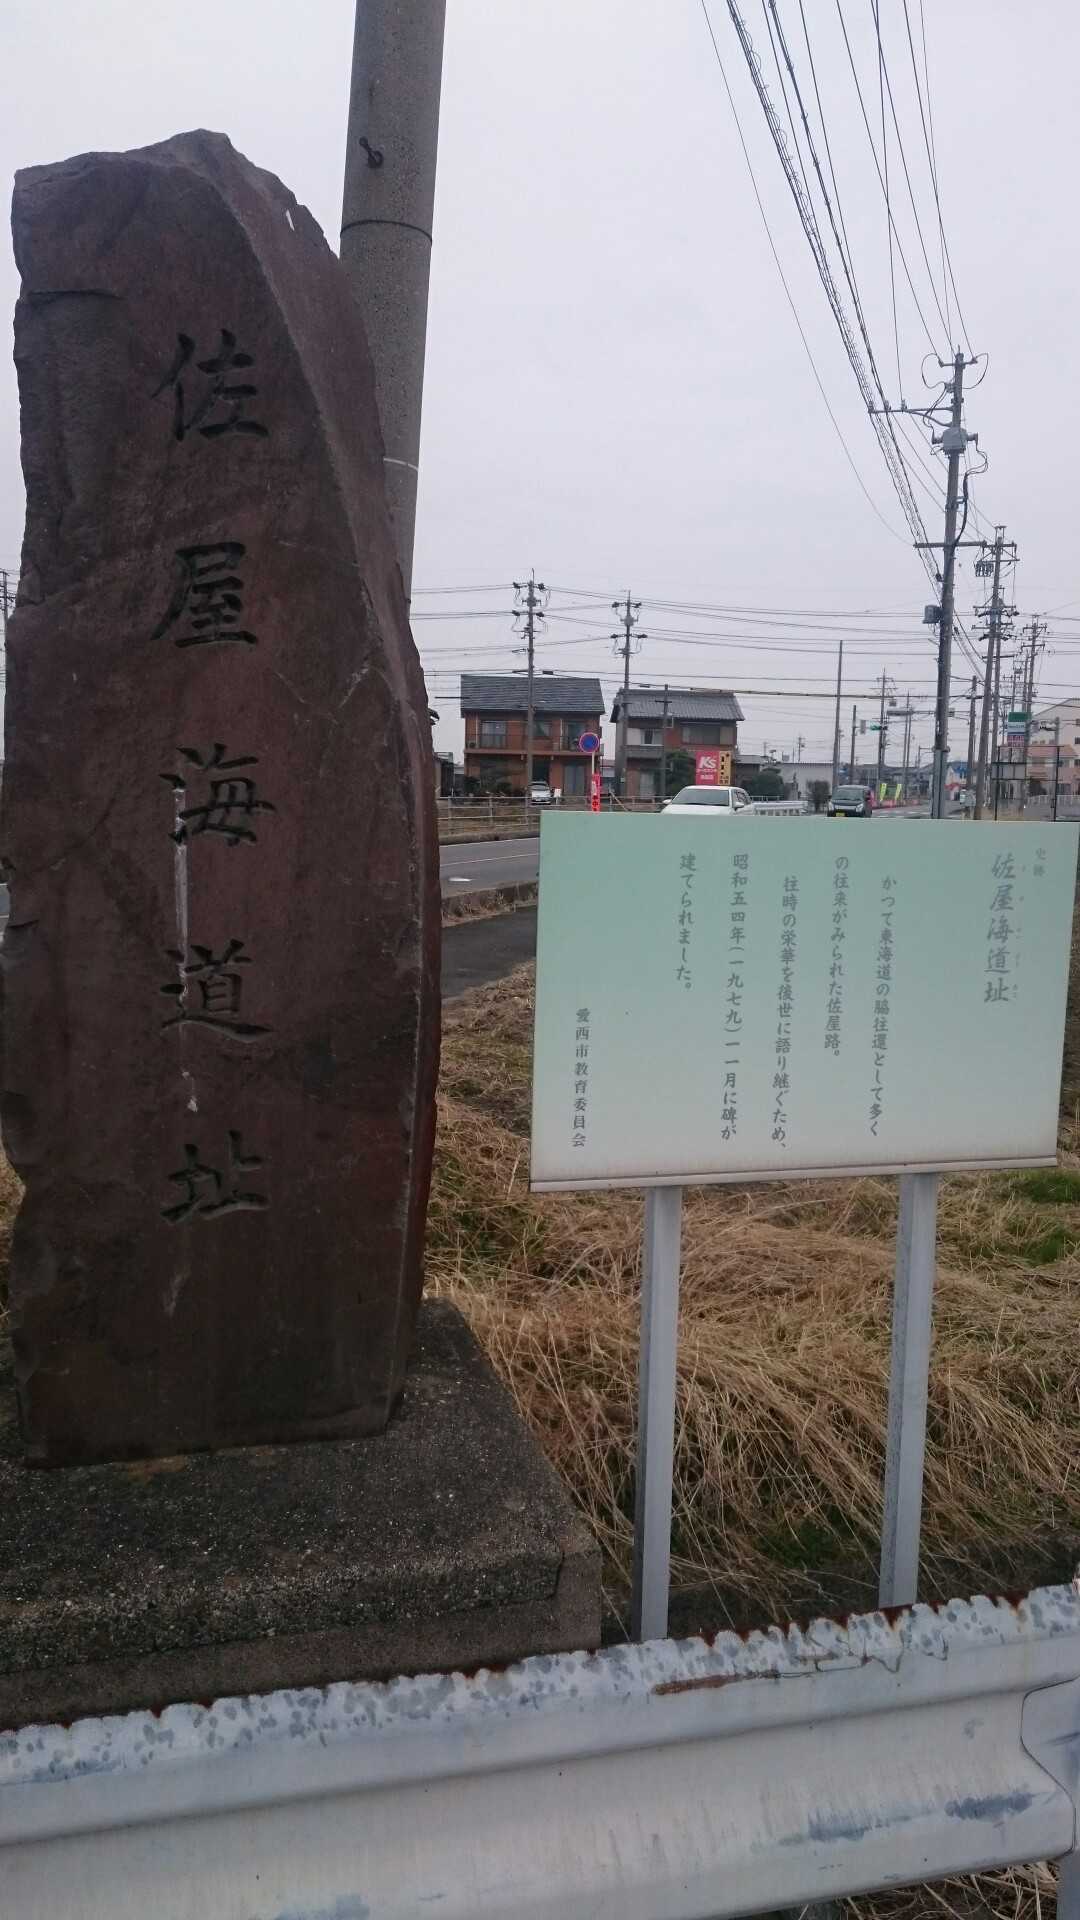 佐屋海道址
史跡
佐屋海道址
かつて東海道の脇往還として多く
の往来がみられた佐屋路。
往時の栄華を後世に語り継ぐため、
昭和五四年(一九七九)一一月に碑が
建てられました。
愛西市教育委員会
K's